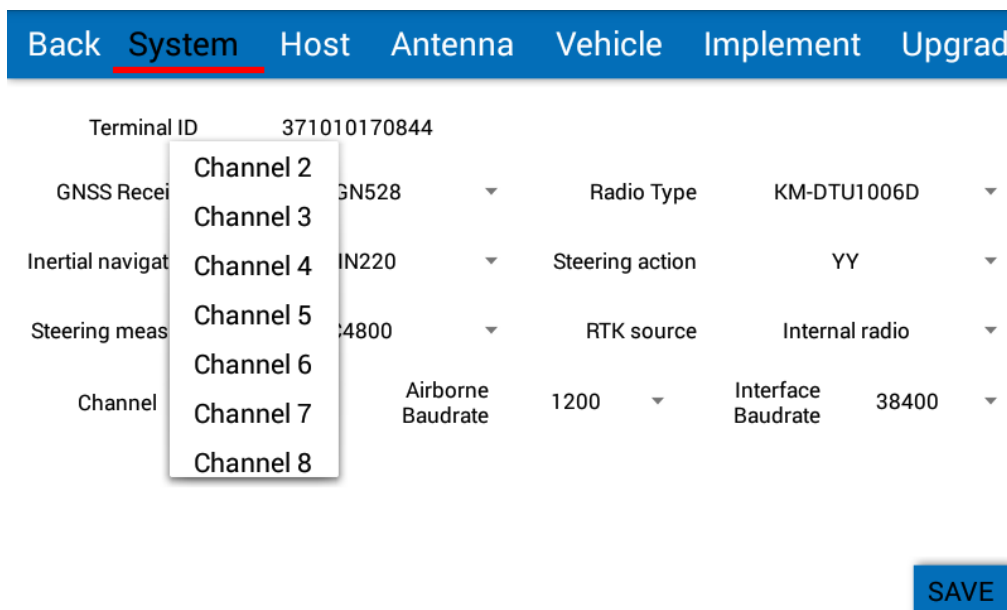 Back System Host Antenna Vehicle Implement Upgrad
Terminal ID 371010170844
GNSS Recei GN528 Radio Type KM-DTU1006D
Inertial navigat IN220 Steering action YY
Steering meas C4800 RTK source Internal radio
Channel Airborne Baudrate 1200 Interface Baudrate 38400
Channel 2
Channel 3
Channel 4
Channel 5
Channel 6
Channel 7
Channel 8
SAVE